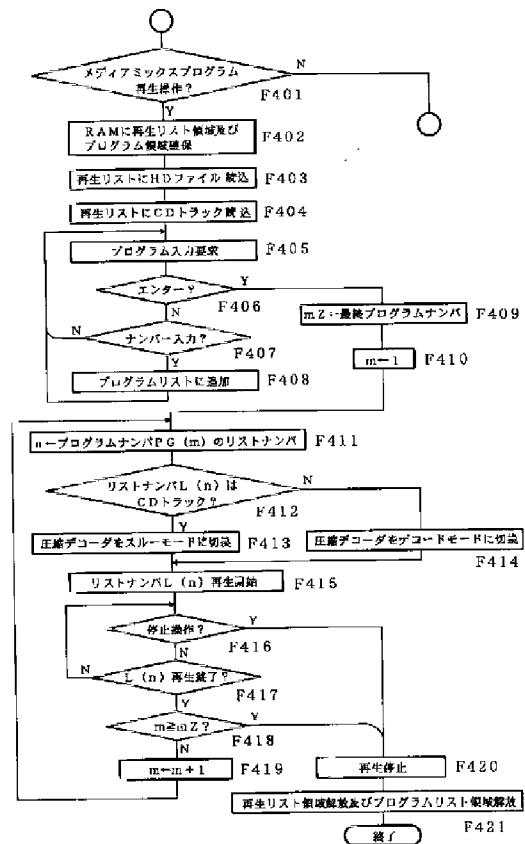 メディアミックスプログラム
再生操作?
N
F401
Y
RAMに再生リスト領域及び
プログラム領域確保
F402
再生リストにHDファイル読込
F403
再生リストにCDトラック読込
F404
プログラム入力要求
F405
エンター?
Y
F406
N
mZ←最終プログラムナンバ
F409
ナンバー入力?
N
F407
Y
m←1
F410
プログラムリストに追加
F408
n←プログラムナンバPG(m)のリストナンバ
F411
リストナンバL(n)は
CDトラック?
N
F412
Y
圧縮デコーダをスルーモードに切換
F413
圧縮デコーダをデコードモードに切換
F414
リストナンバL(n)再生開始
F415
停止操作?
Y
F416
N
L(n)再生終了?
N
F417
Y
m≧mZ?
Y
F418
N
m←m+1
F419
再生停止
F420
再生リスト領域解放及びプログラムリスト領域解放
F421
終了